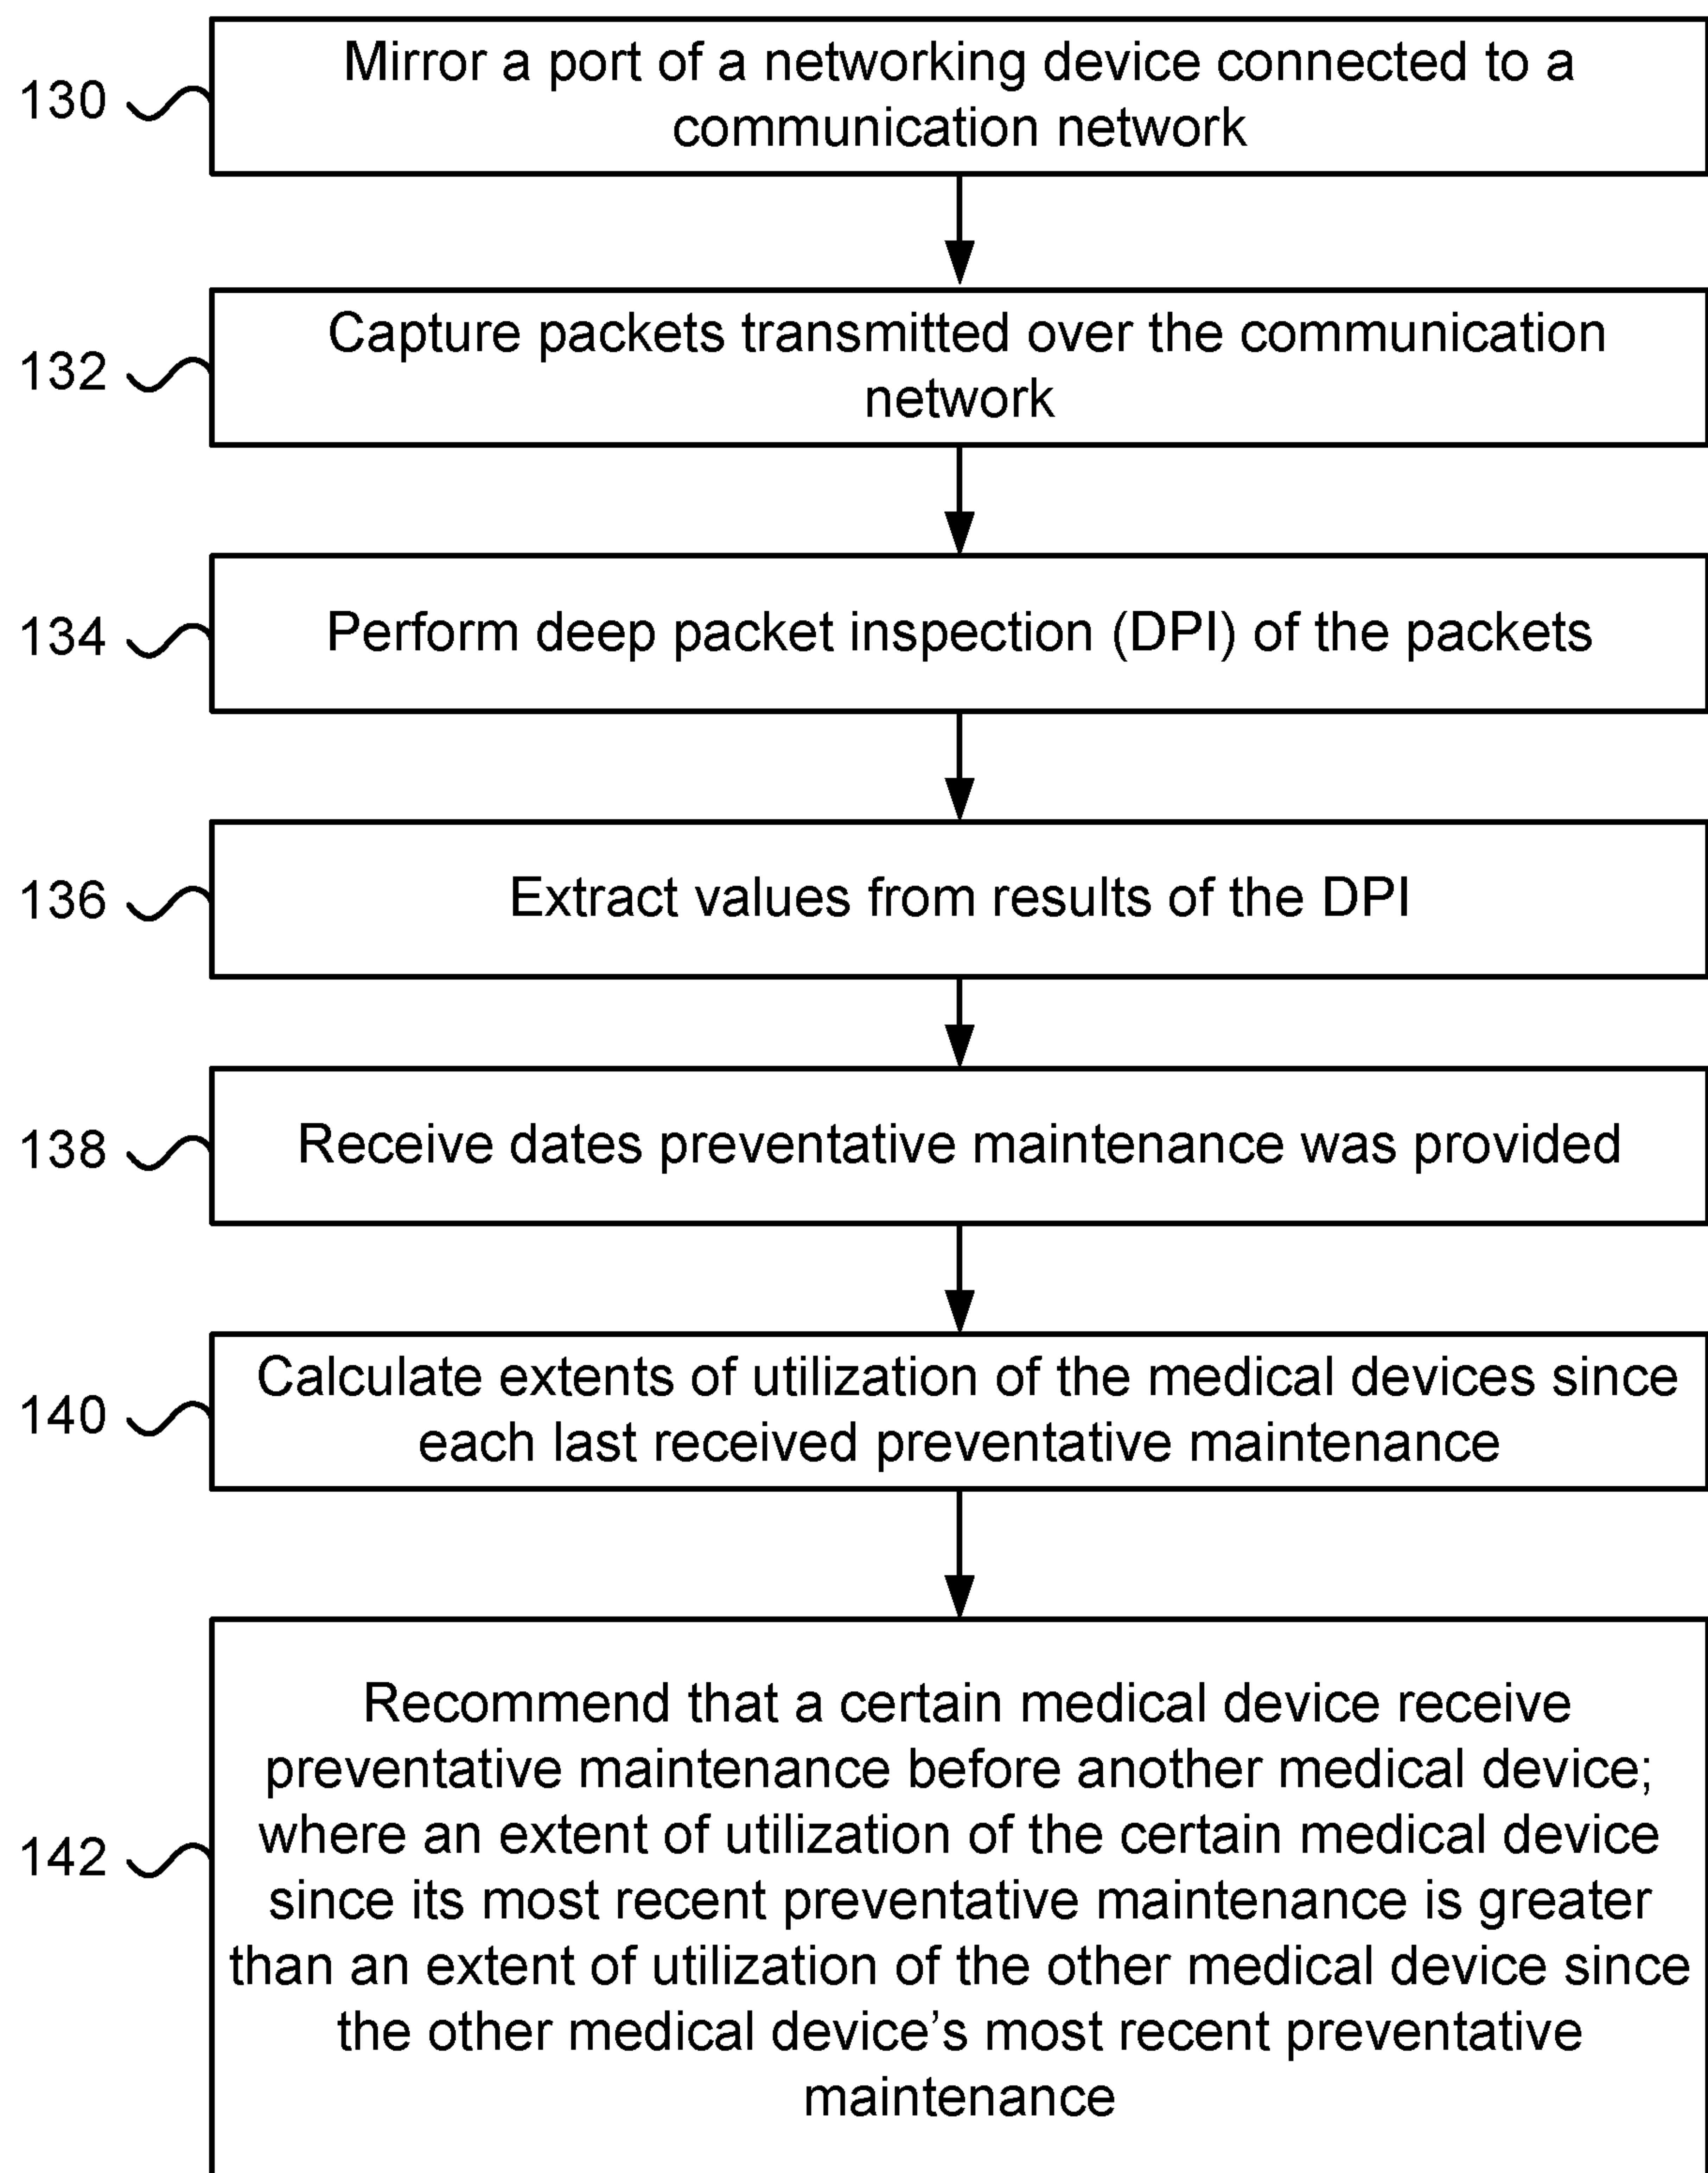 130
Mirror a port of a networking device connected to a
communication network
132
Capture packets transmitted over the communication
network
134
Perform deep packet inspection (DPI) of the packets
136
Extract values from results of the DPI
138
Receive dates preventative maintenance was provided
140
Calculate extents of utilization of the medical devices since
each last received preventative maintenance
142
Recommend that a certain medical device receive
preventative maintenance before another medical device;
where an extent of utilization of the certain medical device
since its most recent preventative maintenance is greater
than an extent of utilization of the other medical device since
the other medical device’s most recent preventative
maintenance